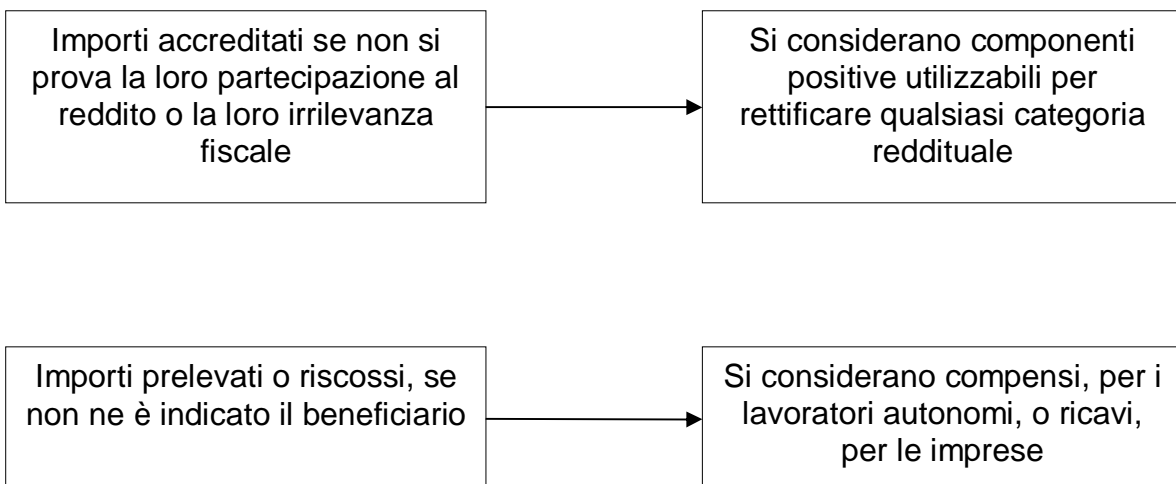 Importi accreditati se non si
prova la loro partecipazione al
reddito o la loro irrilevanza
fiscale
Si considerano componenti
positive utilizzabili per
rettificare qualsiasi categoria
reddituale
Importi prelevati o riscossi, se
non ne è indicato il beneficiario
Si considerano compensi, per i
lavoratori autonomi, o ricavi,
per le imprese